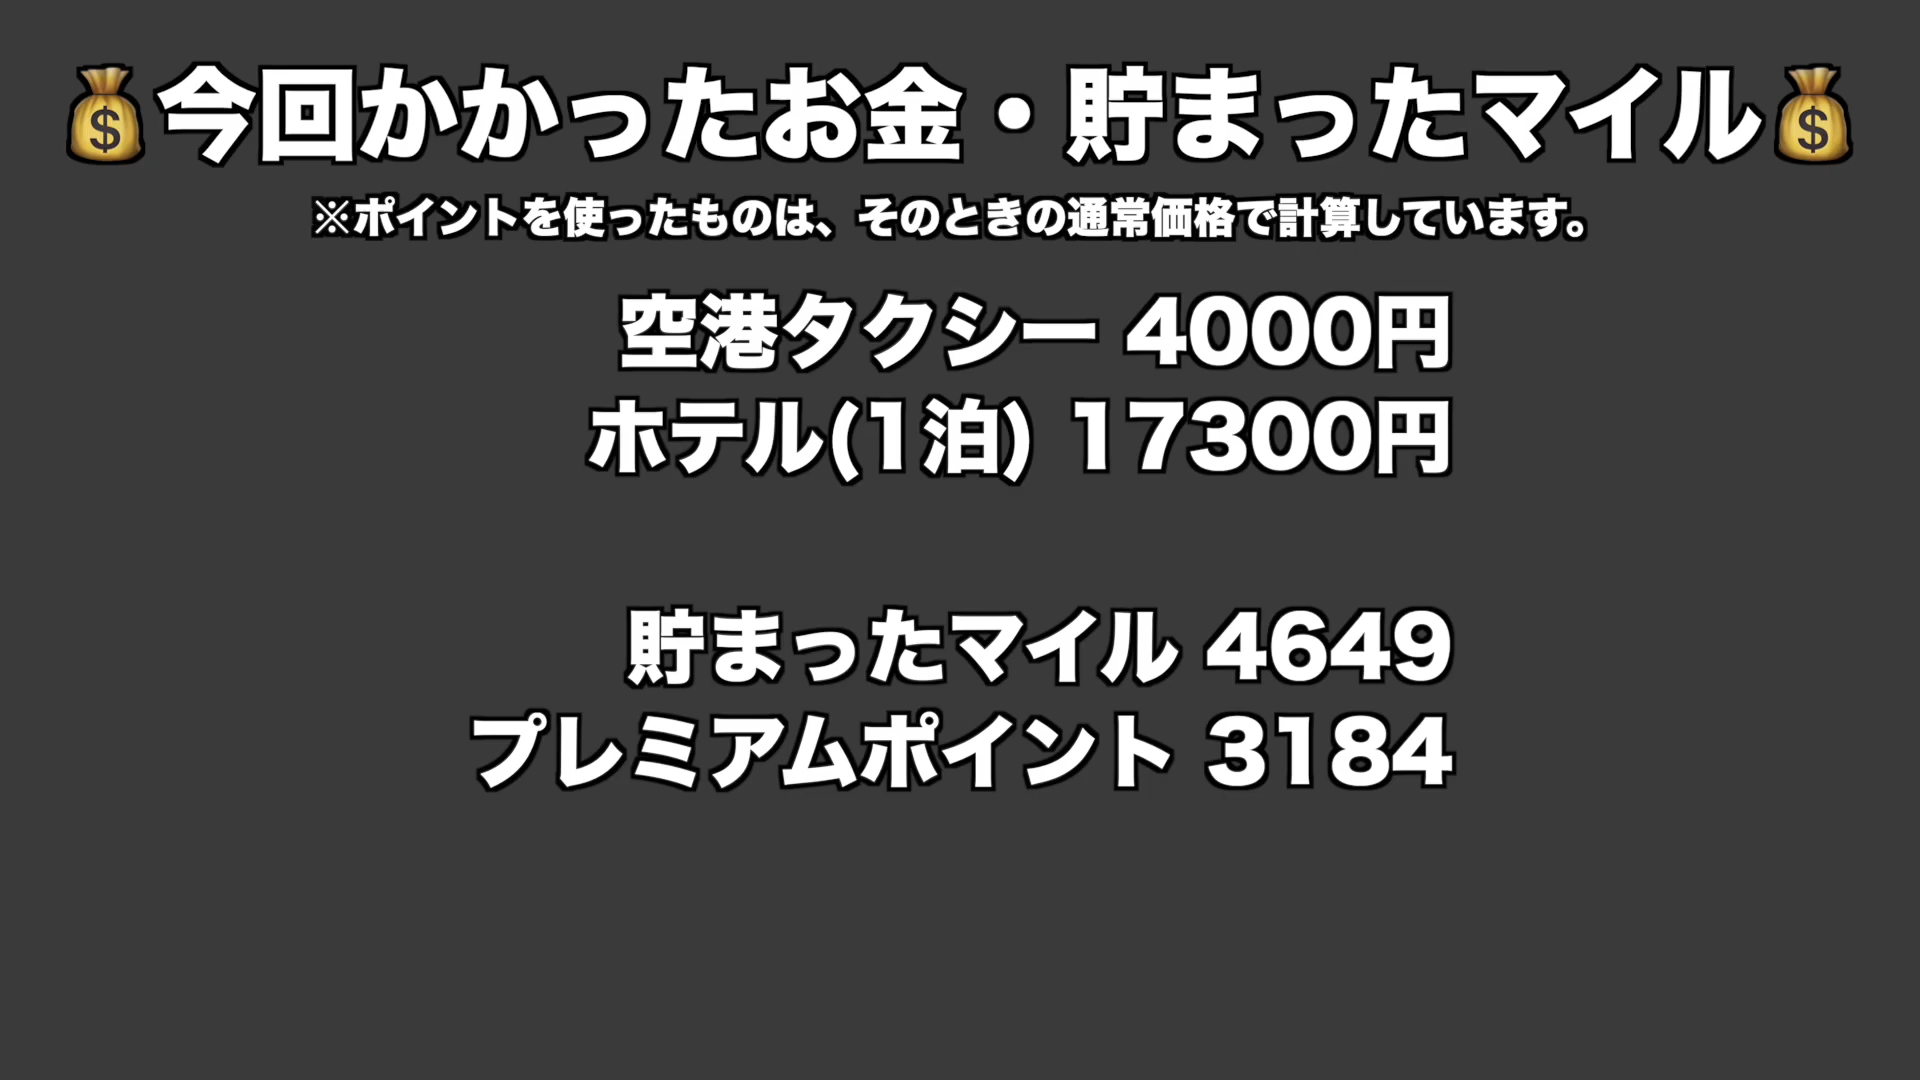 💰今回かかったお金・貯まったマイル💰
※ポイントを使ったものは、そのときの通常価格で計算しています。
空港タクシー 4000円
ホテル(1泊) 17300円
貯まったマイル 4649
プレミアムポイント 3184